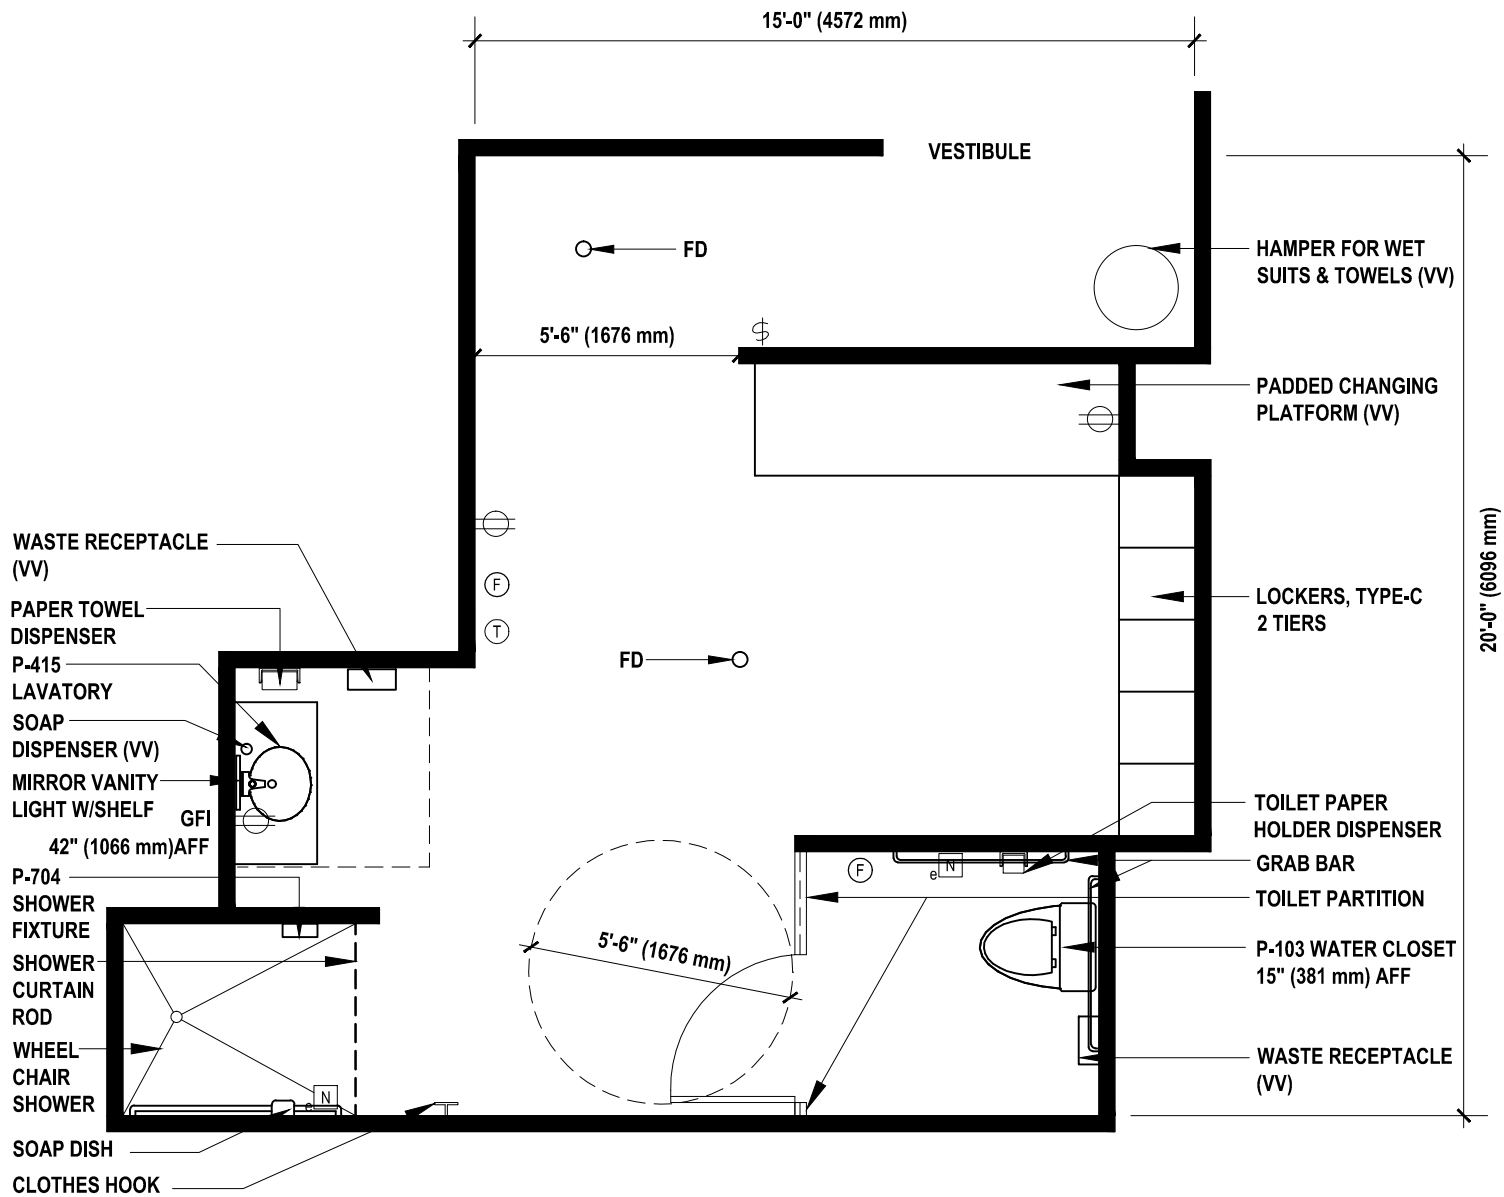 15'-0" (4572 mm)
VESTIBULE
FD
HAMPER FOR WET
SUITS & TOWELS (VV)
5'-6" (1676 mm)
$
PADDED CHANGING
PLATFORM (VV)
20'-0" (6096 mm)
WASTE RECEPTACLE
(VV)
F
T
LOCKERS, TYPE-C
2 TIERS
PAPER TOWEL
DISPENSER
FD
P-415
LAVATORY
SOAP
DISPENSER (VV)
MIRROR VANITY
LIGHT W/SHELF
GFI
42" (1066 mm)AFF
TOILET PAPER
HOLDER DISPENSER
GRAB BAR
F
e N
TOILET PARTITION
P-704
SHOWER
FIXTURE
5'-6" (1676 mm)
P-103 WATER CLOSET
15" (381 mm) AFF
SHOWER
CURTAIN
ROD
WHEEL
CHAIR
SHOWER
e N
WASTE RECEPTACLE
(VV)
SOAP DISH
CLOTHES HOOK